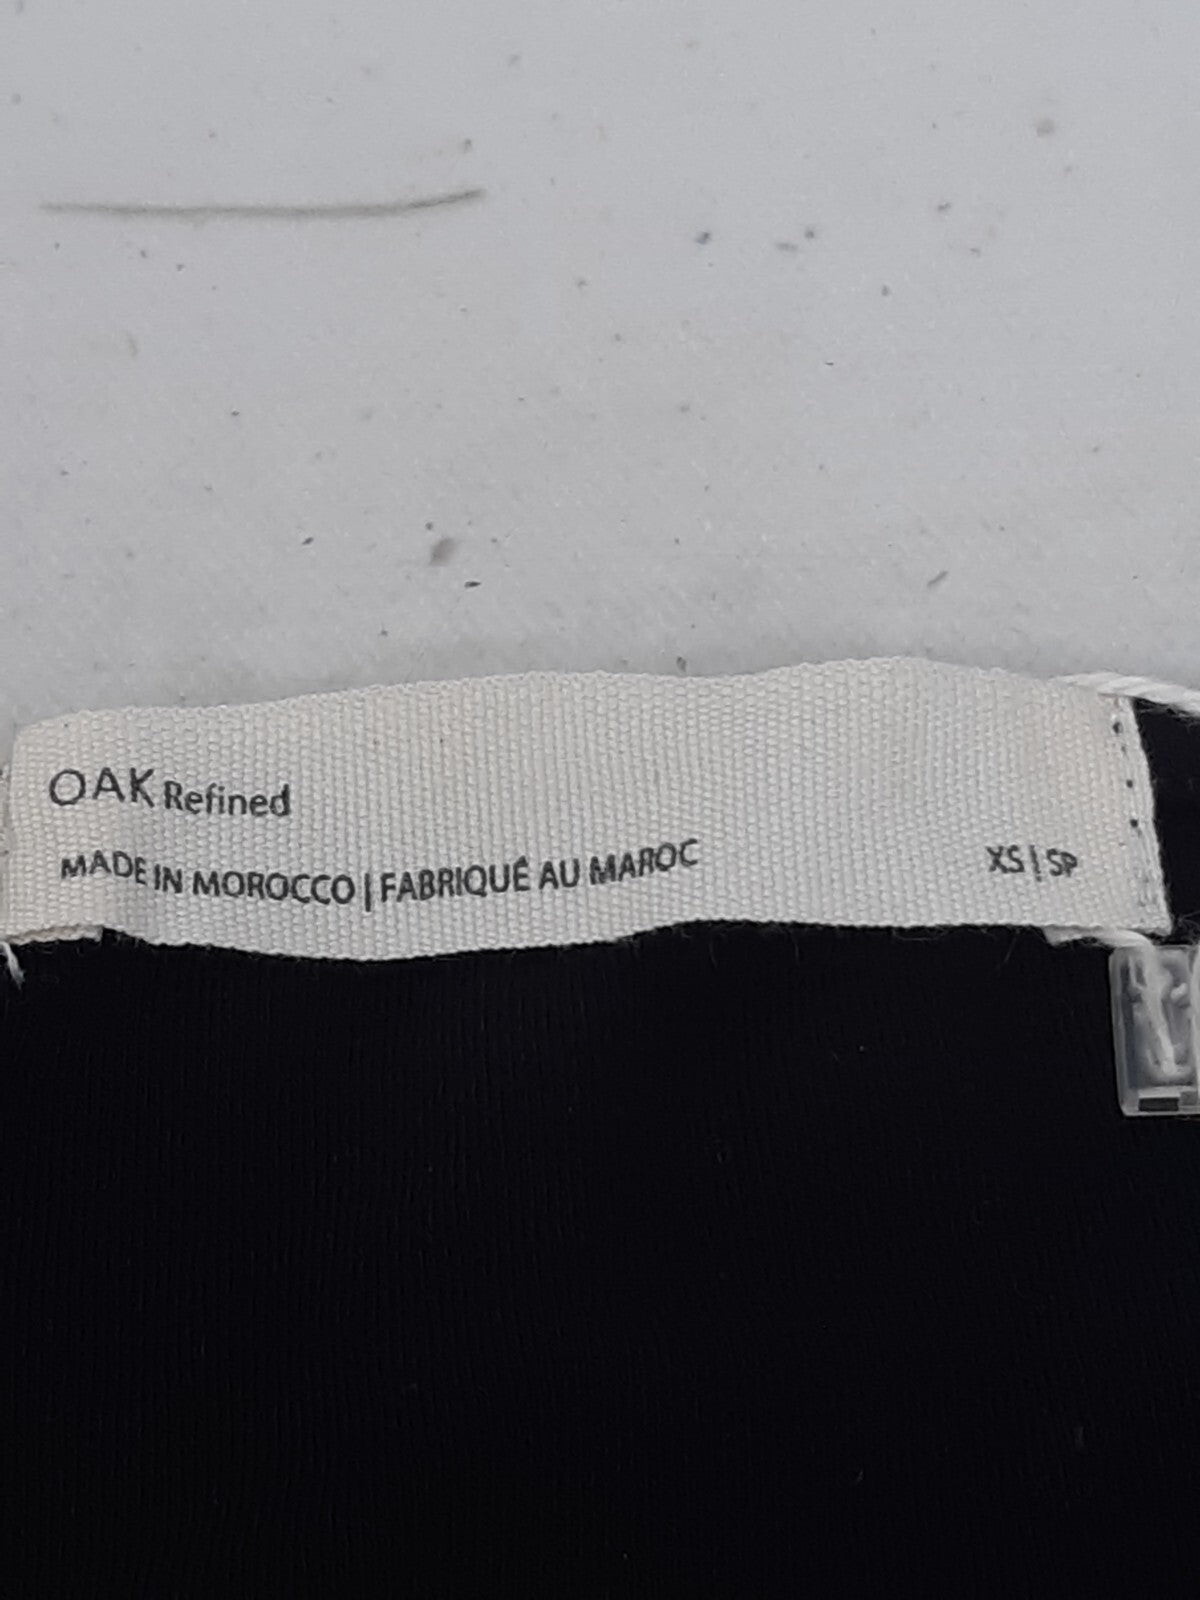 OAK Refined
MADE IN MOROCCO | FABRIQUÉ AU MAROC XS | SP